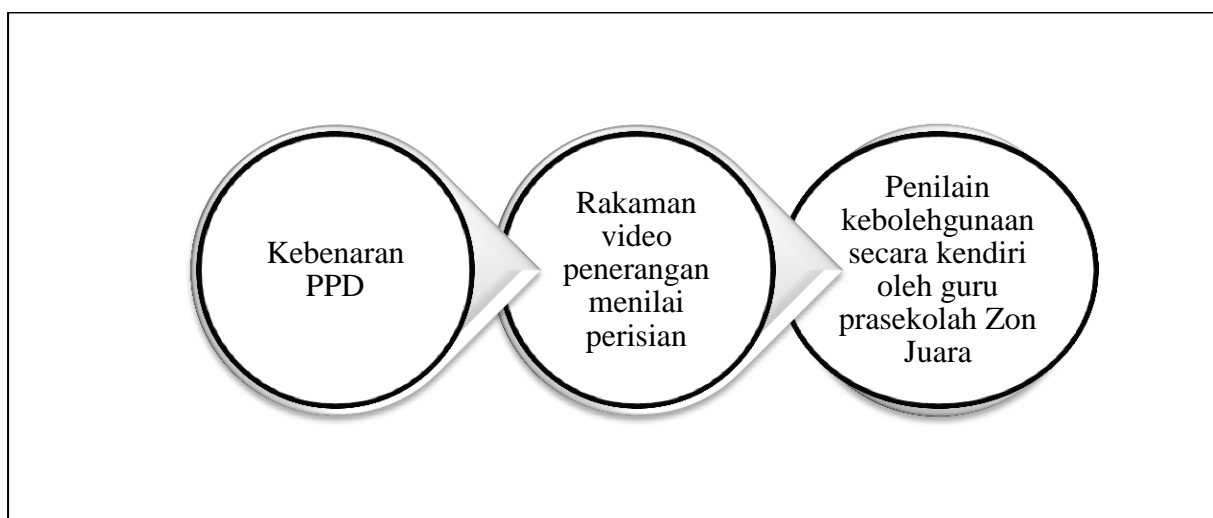 Kebenaran
PPD
Rakaman
video
penerangan
menilai
perisian
Penilain
kebolehgunaan
secara kendiri
oleh guru
prasekolah Zon
Juara